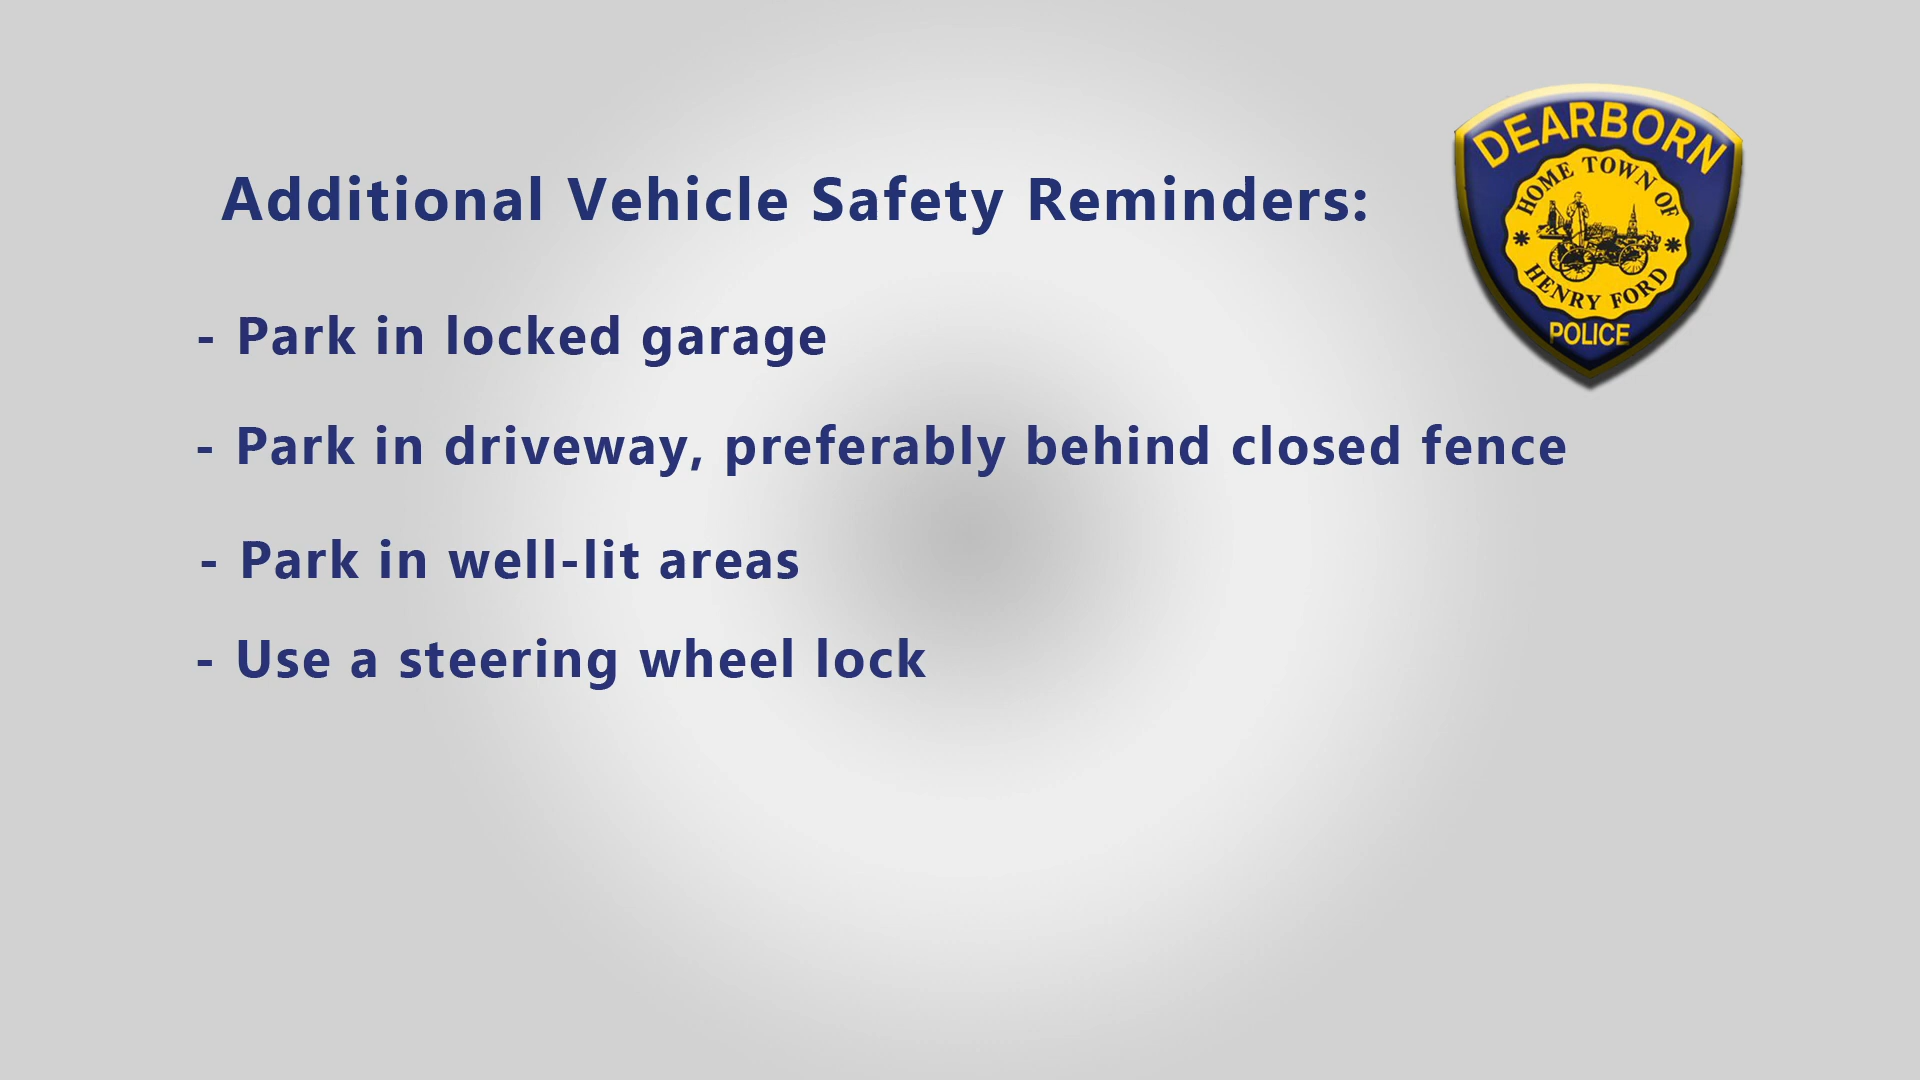 Additional Vehicle Safety Reminders:
DEARBORN
HOME TOWN OF
HENRY FORD
POLICE
- Park in locked garage
- Park in driveway, preferably behind closed fence
- Park in well-lit areas
- Use a steering wheel lock